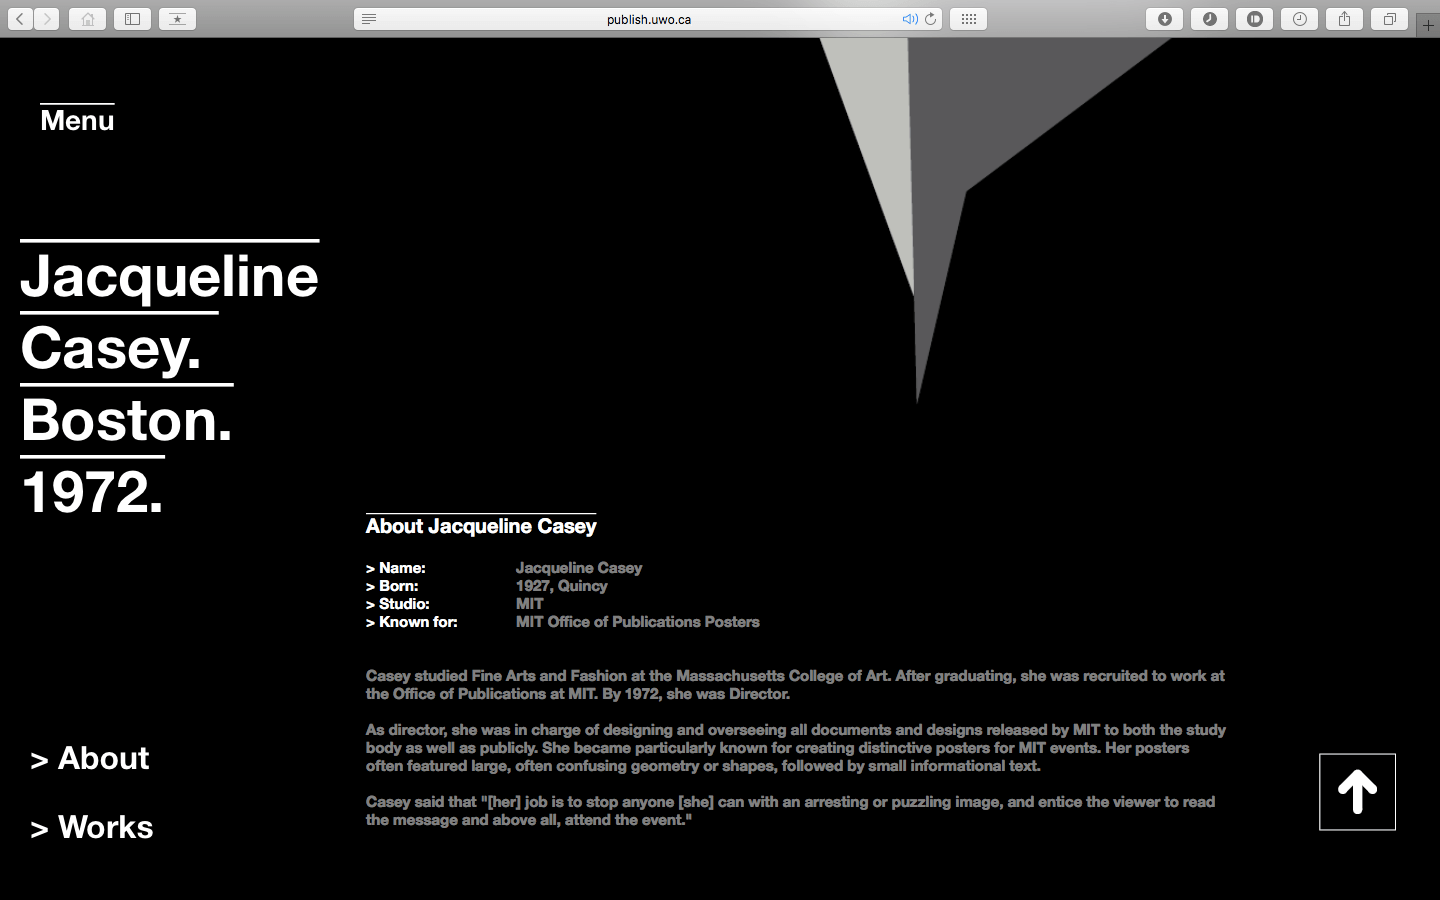 publish.uwo.ca
Menu
Jacqueline
Casey.
Boston.
1972.
About Jacqueline Casey
> Name: Jacqueline Casey
> Born: 1927, Quincy
> Studio: MIT
> Known for: MIT Office of Publications Posters
Casey studied Fine Arts and Fashion at the Massachusetts College of Art. After graduating, she was recruited to work at
the Office of Publications at MIT. By 1972, she was Director.
As director, she was in charge of designing and overseeing all documents and designs released by MIT to both the study
body as well as publicly. She became particularly known for creating distinctive posters for MIT events. Her posters
often featured large, often confusing geometry or shapes, followed by small informational text.
Casey said that "[her] job is to stop anyone [she] can with an arresting or puzzling image, and entice the viewer to read
the message and above all, attend the event."
> About
> Works